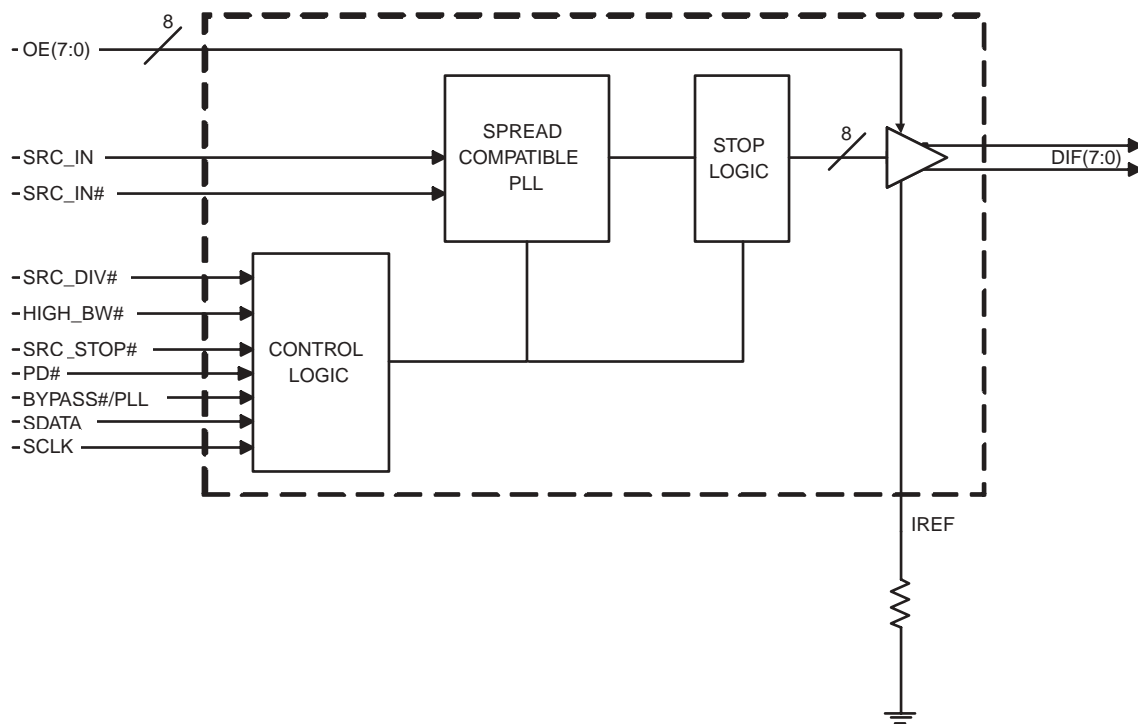 8
OE(7:0)
SPREAD
COMPATIBLE
PLL
STOP
LOGIC
8
SRC_IN
SRC_IN#
DIF(7:0)
SRC_DIV#
HIGH_BW#
SRC_STOP#
PD#
BYPASS#/PLL
SDATA
SCLK
CONTROL
LOGIC
IREF